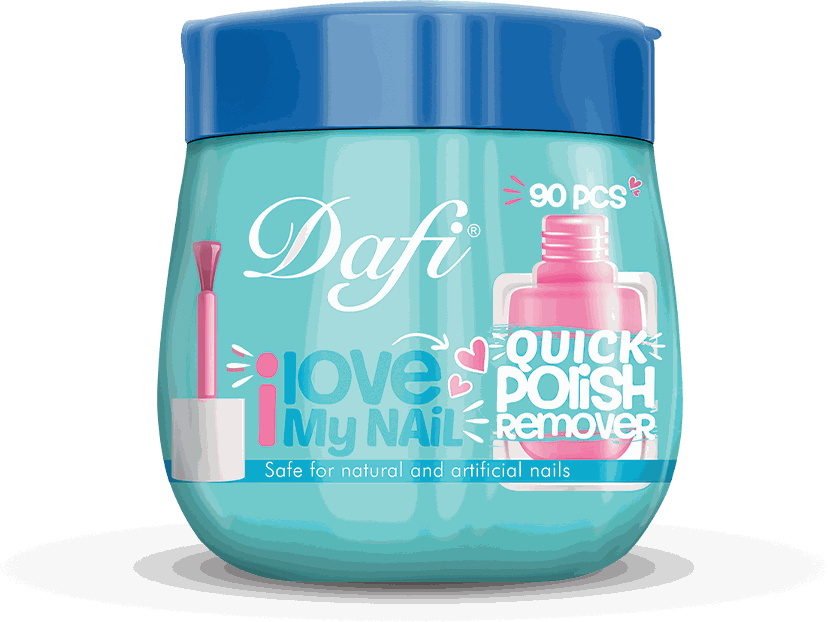 90 PCS
Dafi®
i LOVe
My NAiL
QUICK
POLiSH
Remover
Safe for natural and artificial nails